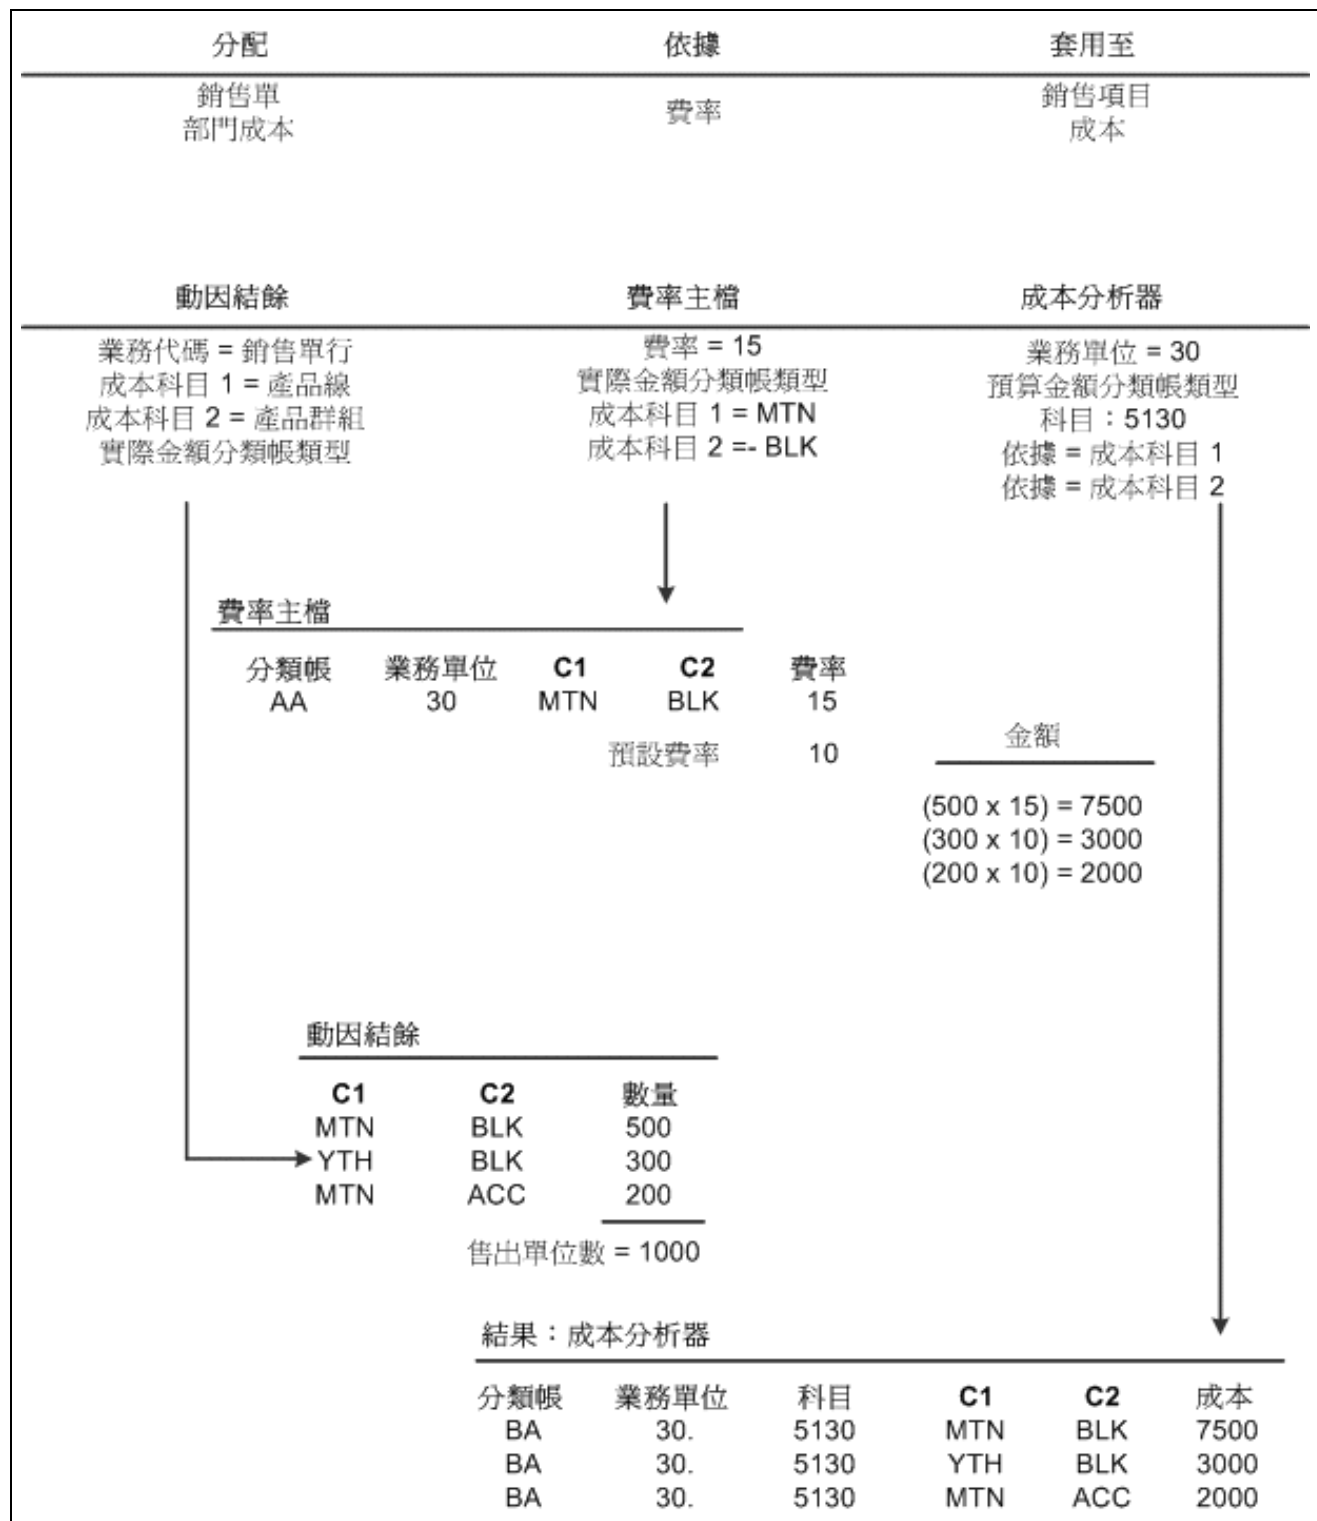 分配 依據 套用至
銷售單 費率 銷售項目
部門成本 成本
動因結餘 費率主檔 成本分析器
業務代碼 = 銷售單行 費率 = 15 業務單位 = 30
成本科目 1 = 產品線 實際金額分類帳類型 預算金額分類帳類型
成本科目 2 = 產品群組 成本科目 1 = MTN 科目：5130
實際金額分類帳類型 成本科目 2 =- BLK 依據 = 成本科目 1
依據 = 成本科目 2
費率主檔
分類帳 業務單位 C1 C2 費率
AA 30 MTN BLK 15
預設費率 10
金額
(500 x 15) = 7500
(300 x 10) = 3000
(200 x 10) = 2000
動因結餘
C1 C2 數量
MTN BLK 500
YTH BLK 300
MTN ACC 200
售出單位數 = 1000
結果：成本分析器
分類帳 業務單位 科目 C1 C2 成本
BA 30. 5130 MTN BLK 7500
BA 30. 5130 YTH BLK 3000
BA 30. 5130 MTN ACC 2000